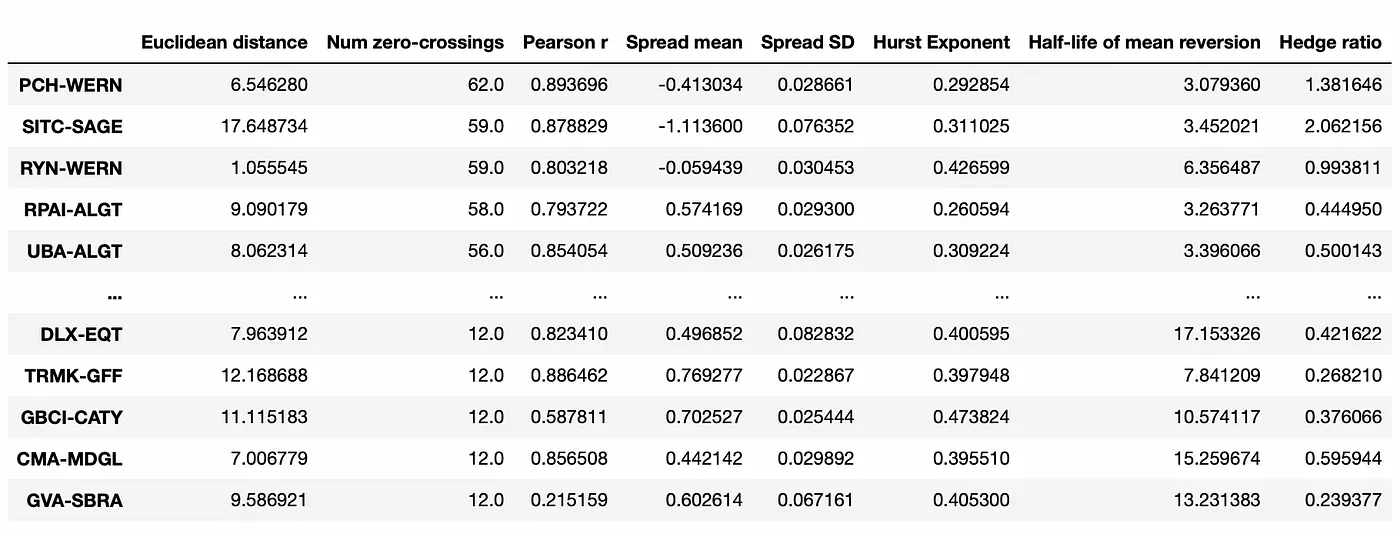 Euclidean distance Num zero-crossings Pearson r Spread mean Spread SD Hurst Exponent Half-life of mean reversion Hedge ratio
PCH-WERN 6.546280 62.0 0.893696 -0.413034 0.028661 0.292854 3.079360 1.381646
SITC-SAGE 17.648734 59.0 0.878829 -1.113600 0.076352 0.311025 3.452021 2.062156
RYN-WERN 1.055545 59.0 0.803218 -0.059439 0.030453 0.426599 6.356487 0.993811
RPAI-ALGT 9.090179 58.0 0.793722 0.574169 0.029300 0.260594 3.263771 0.444950
UBA-ALGT 8.062314 56.0 0.854054 0.509236 0.026175 0.309224 3.396066 0.500143
... ... ... ... ... ... ... ... ...
DLX-EQT 7.963912 12.0 0.823410 0.496852 0.082832 0.400595 17.153326 0.421622
TRMK-GFF 12.168688 12.0 0.886462 0.769277 0.022867 0.397948 7.841209 0.268210
GBCI-CATY 11.115183 12.0 0.587811 0.702527 0.025444 0.473824 10.574117 0.376066
CMA-MDGL 7.006779 12.0 0.856508 0.442142 0.029892 0.395510 15.259674 0.595944
GVA-SBRA 9.586921 12.0 0.215159 0.602614 0.067161 0.405300 13.231383 0.239377